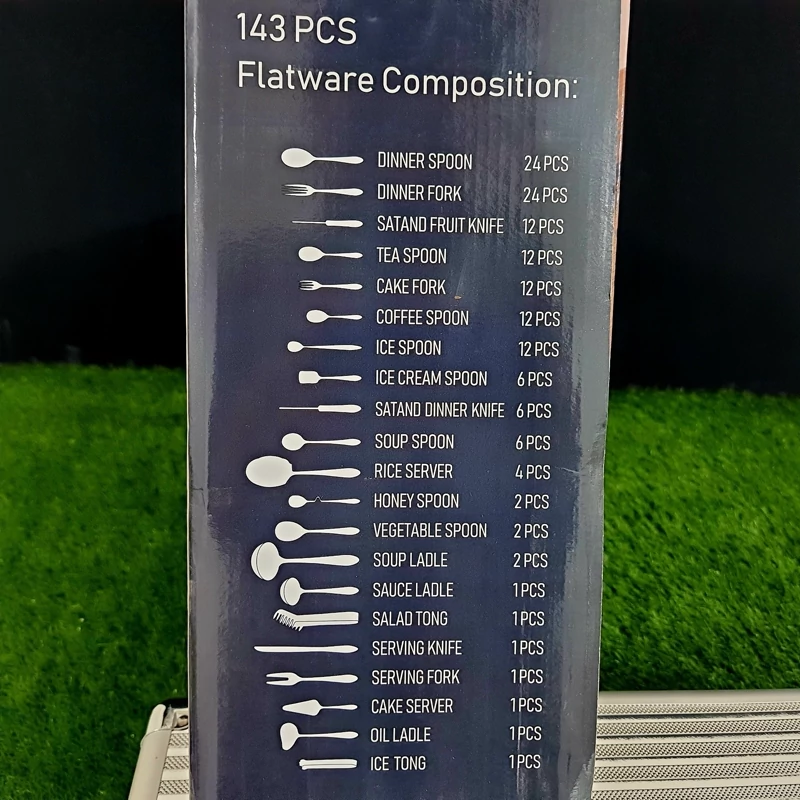 143 PCS
Flatware Composition:
DINNER SPOON 24 PCS
DINNER FORK 24 PCS
SATAND FRUIT KNIFE 12 PCS
TEA SPOON 12 PCS
CAKE FORK 12 PCS
COFFEE SPOON 12 PCS
ICE SPOON 12 PCS
ICE CREAM SPOON 6 PCS
SATAND DINNER KNIFE 6 PCS
SOUP SPOON 6 PCS
RICE SERVER 4 PCS
HONEY SPOON 2 PCS
VEGETABLE SPOON 2 PCS
SOUP LADLE 2 PCS
SAUCE LADLE 1 PCS
SALAD TONG 1 PCS
SERVING KNIFE 1 PCS
SERVING FORK 1 PCS
CAKE SERVER 1 PCS
OIL LADLE 1 PCS
ICE TONG 1 PCS